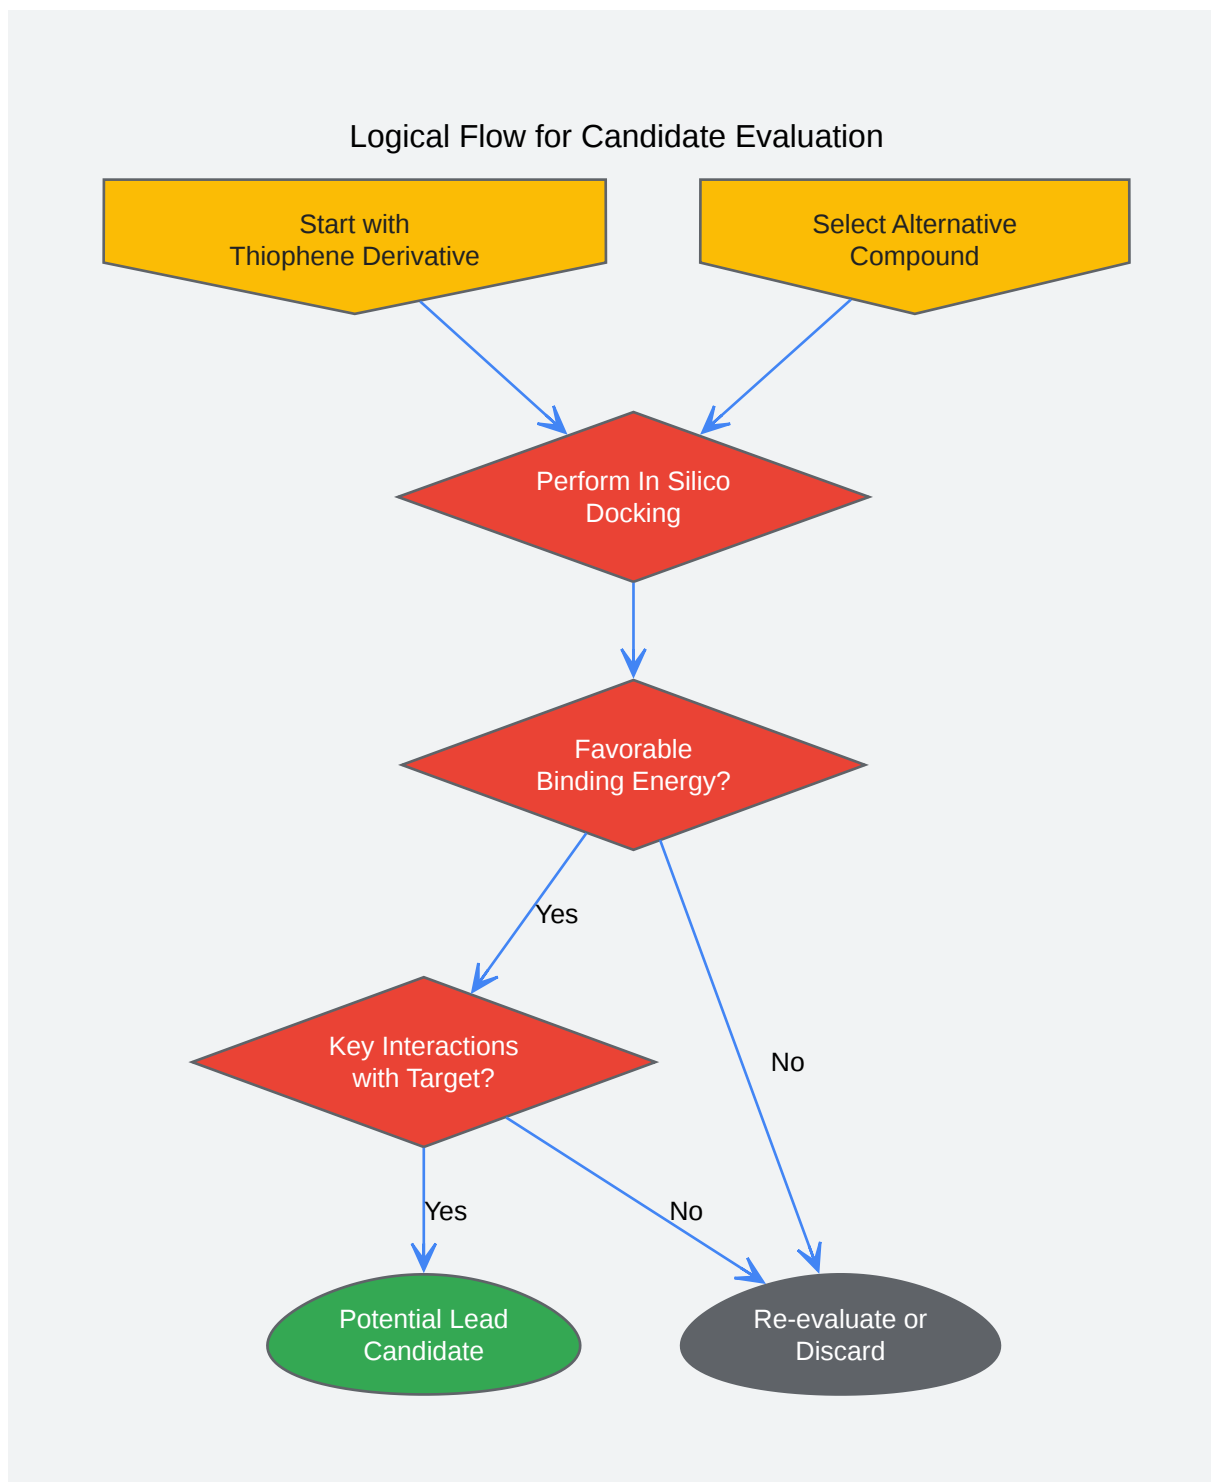 Logical Flow for Candidate Evaluation
Start with
Thiophene Derivative
Select Alternative
Compound
Perform In Silico
Docking
Favorable
Binding Energy?
Yes
No
Key Interactions
with Target?
Yes
No
Potential Lead
Candidate
Re-evaluate or
Discard